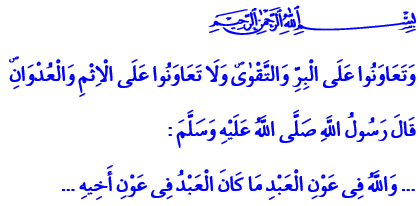 بِسْمِ اللّٰهِ الرَّحْمٰنِ الرَّحِيمِ
وَتَعَاوَنُوا عَلَى الْبِرِّ وَالتَّقْوٰىۖ وَلَا تَعَاوَنُوا عَلَى الْاِثْمِ وَالْعُدْوَانِۖ
قَالَ رَسُولُ اللَّهِ صَلَّى اللَّهُ عَلَيْهِ وَسَلَّمَ :
... وَاللَّهُ فِى عَوْنِ الْعَبْدِ مَا كَانَ الْعَبْدُ فِى عَوْنِ أَخِيهِ ...